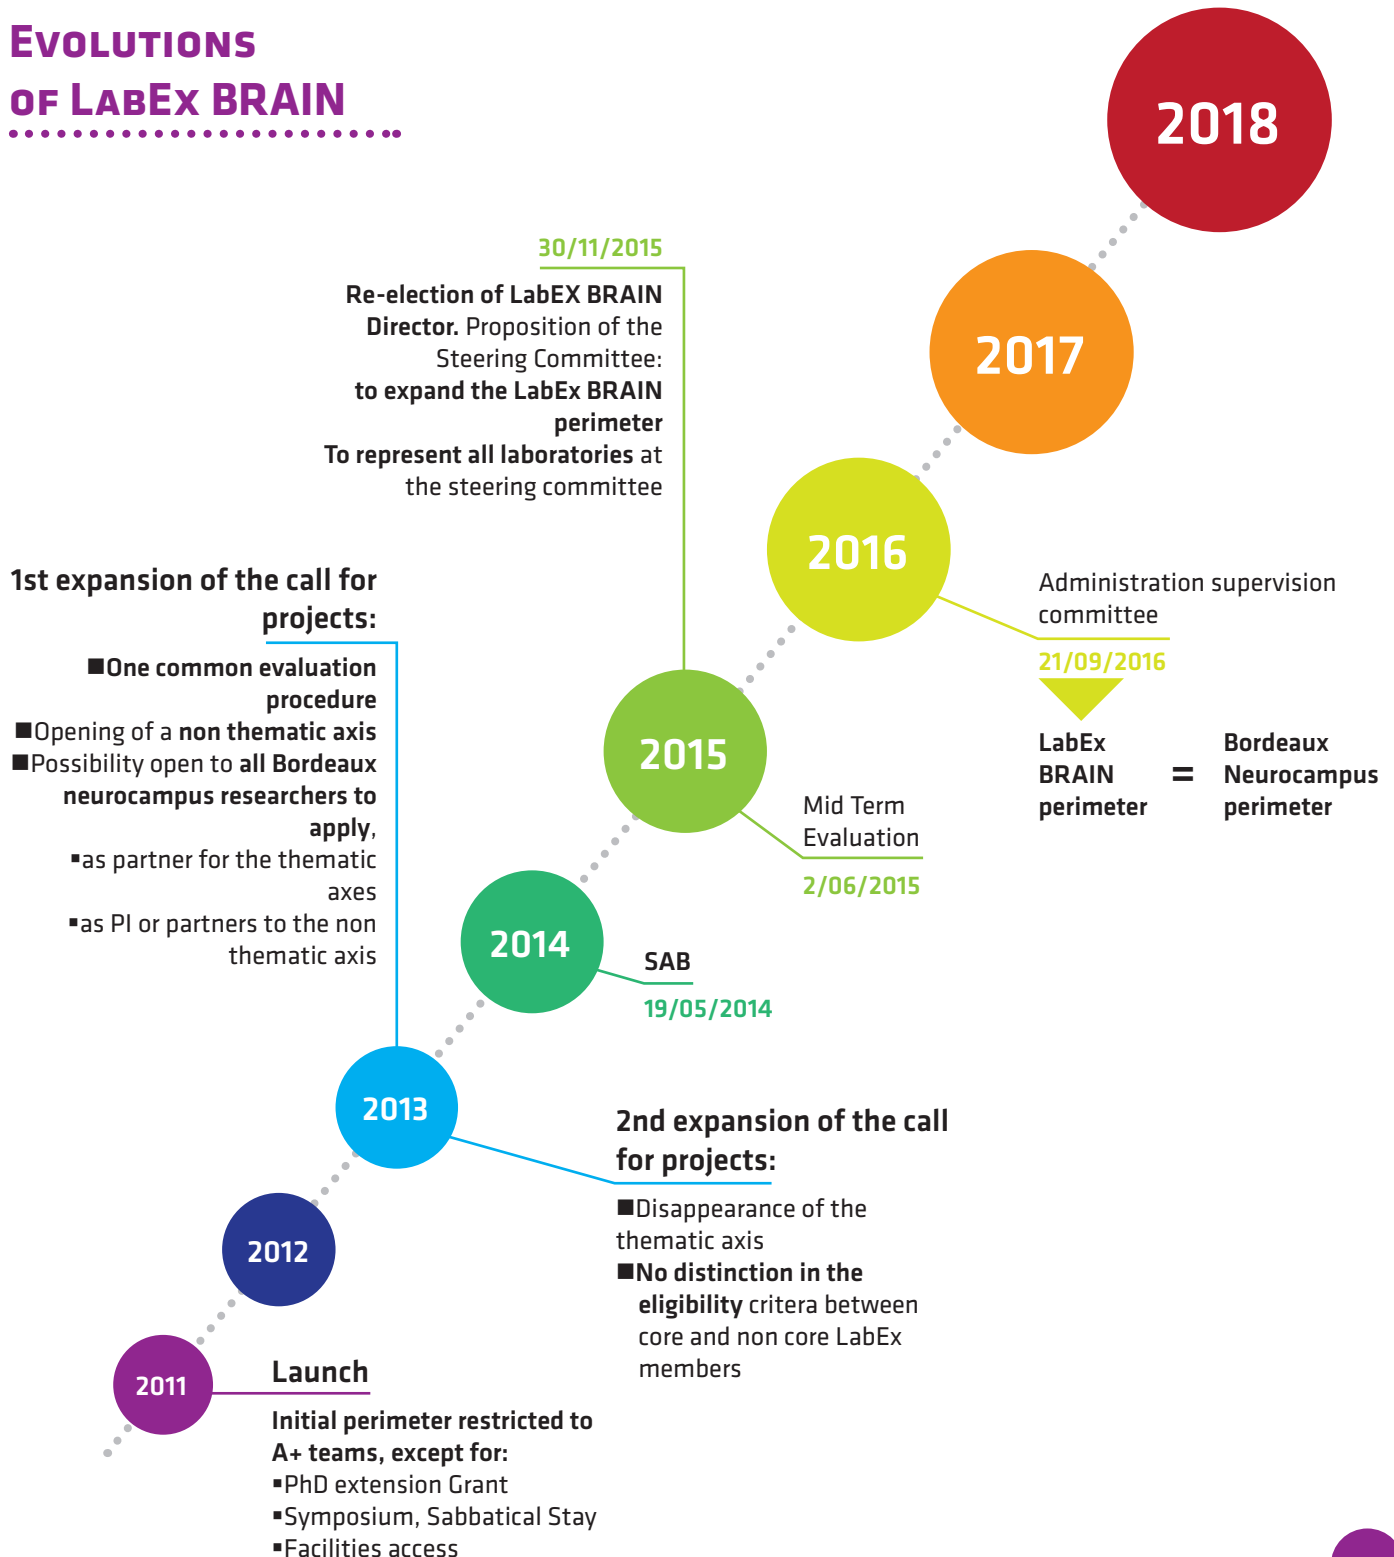 EVOLUTIONS
OF LABEX BRAIN
2018
2017
30/11/2015
Re-election of LabEX BRAIN
Director. Proposition of the
Steering Committee:
to expand the LabEx BRAIN
perimeter
To represent all laboratories at
the steering committee
2016
Administration supervision
committee
21/09/2016
LabEx
BRAIN
perimeter
=
Bordeaux
Neurocampus
perimeter
1st expansion of the call for
projects:
■One common evaluation
procedure
■Opening of a non thematic axis
■Possibility open to all Bordeaux
neurocampus researchers to
apply,
▪as partner for the thematic
axes
▪as PI or partners to the non
thematic axis
2015
Mid Term
Evaluation
2/06/2015
2014
SAB
19/05/2014
2013
2nd expansion of the call
for projects:
■Disappearance of the
thematic axis
■No distinction in the
eligibility critera between
core and non core LabEx
members
2012
2011
Launch
Initial perimeter restricted to
A+ teams, except for:
▪PhD extension Grant
▪Symposium, Sabbatical Stay
▪Facilities access